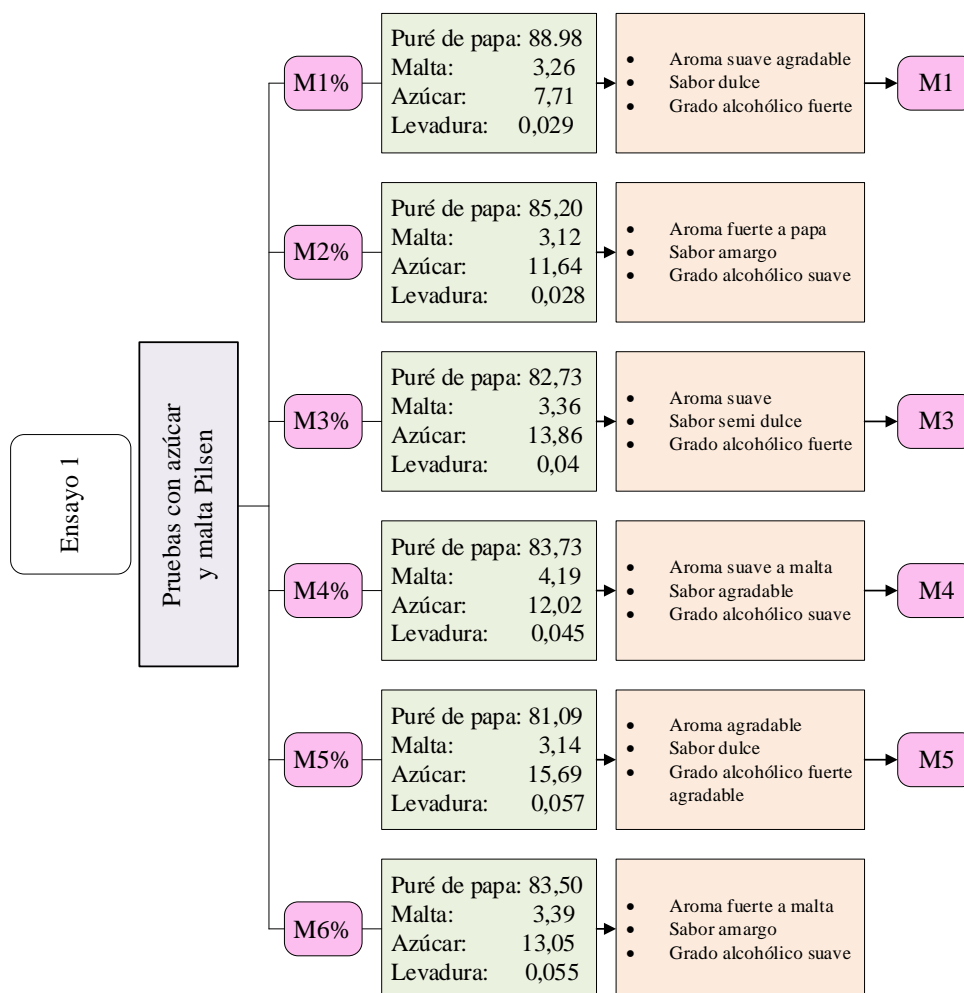 Ensayo 1
Pruebas con azúcar
y malta Pilsen
M1%
Puré de papa: 88.98
Malta: 3,26
Azúcar: 7,71
Levadura: 0,029
• Aroma suave agradable
• Sabor dulce
• Grado alcohólico fuerte
M1
M2%
Puré de papa: 85,20
Malta: 3,12
Azúcar: 11,64
Levadura: 0,028
• Aroma fuerte a papa
• Sabor amargo
• Grado alcohólico suave
M3%
Puré de papa: 82,73
Malta: 3,36
Azúcar: 13,86
Levadura: 0,04
• Aroma suave
• Sabor semi dulce
• Grado alcohólico fuerte
M3
M4%
Puré de papa: 83,73
Malta: 4,19
Azúcar: 12,02
Levadura: 0,045
• Aroma suave a malta
• Sabor agradable
• Grado alcohólico suave
M4
M5%
Puré de papa: 81,09
Malta: 3,14
Azúcar: 15,69
Levadura: 0,057
• Aroma agradable
• Sabor dulce
• Grado alcohólico fuerte
agradable
M5
M6%
Puré de papa: 83,50
Malta: 3,39
Azúcar: 13,05
Levadura: 0,055
• Aroma fuerte a malta
• Sabor amargo
• Grado alcohólico suave